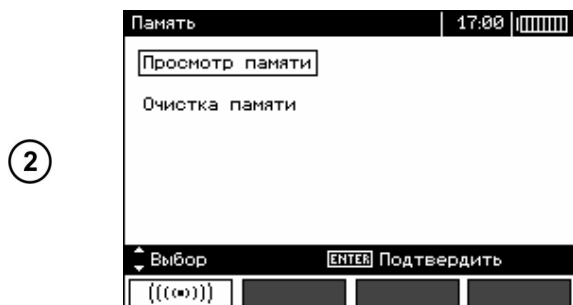 Память 17:00
Просмотр памяти
Очистка памяти
2
Выбор ENTER Подтвердить
(((▪)))